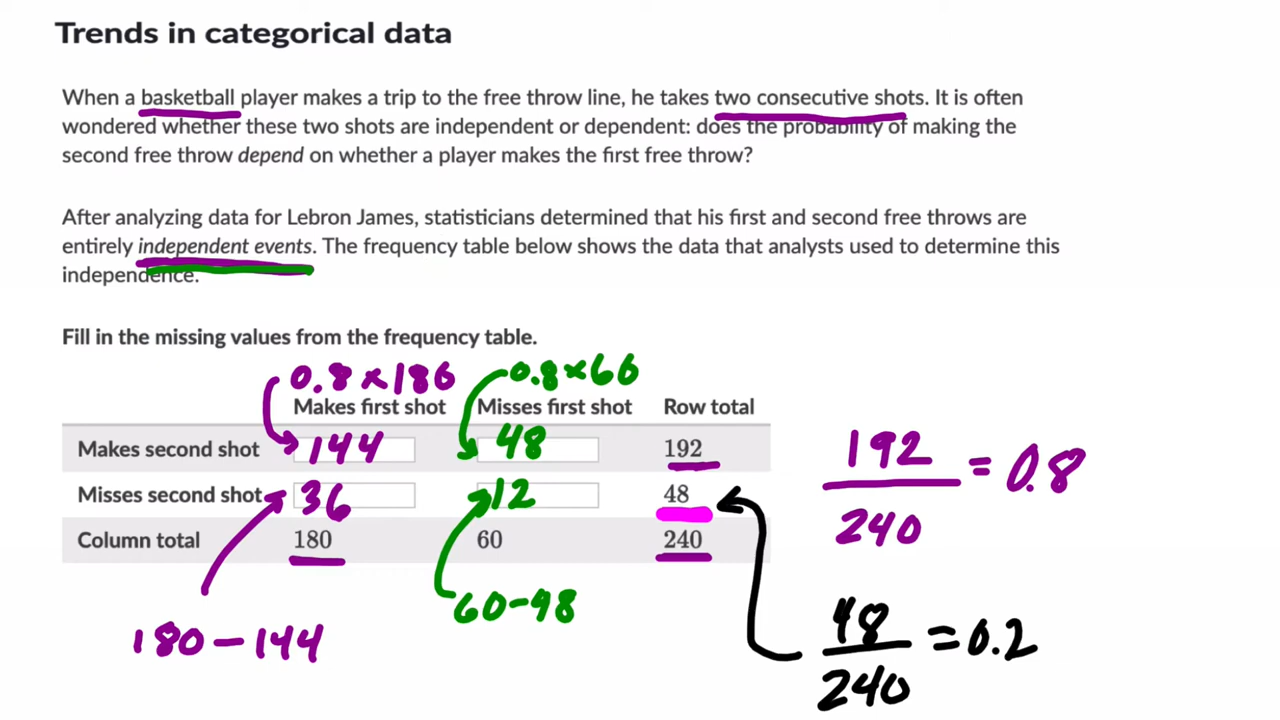 Trends in categorical data
When a basketball player makes a trip to the free throw line, he takes two consecutive shots. It is often
wondered whether these two shots are independent or dependent: does the probability of making the
second free throw depend on whether a player makes the first free throw?
After analyzing data for Lebron James, statisticians determined that his first and second free throws are
entirely independent events. The frequency table below shows the data that analysts used to determine this
independence.
Fill in the missing values from the frequency table.
0.8 × 180 0.8 × 60
Makes first shot Misses first shot Row total
Makes second shot 144 48 192
Misses second shot 36 12 48
Column total 180 60 240
192/240 = 0.8
60-48
180-144
48/240 = 0.2